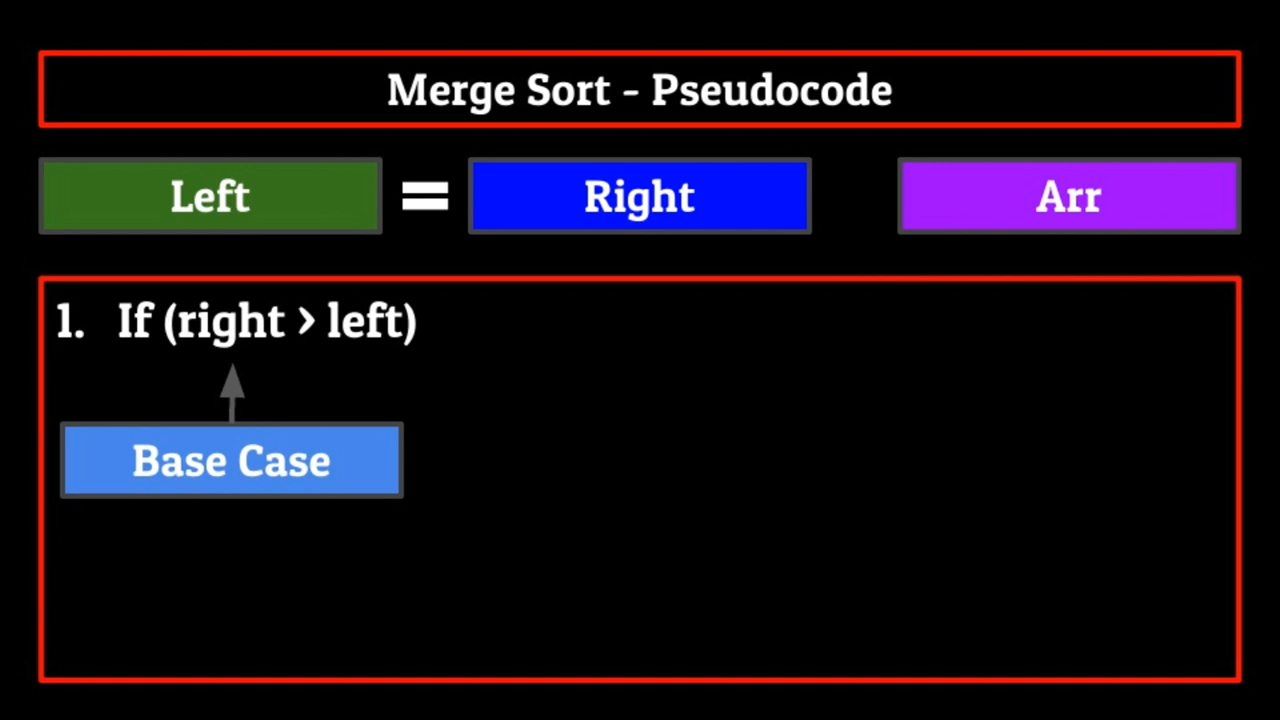 Merge Sort - Pseudocode
Left = Right Arr
1. If (right > left)
Base Case